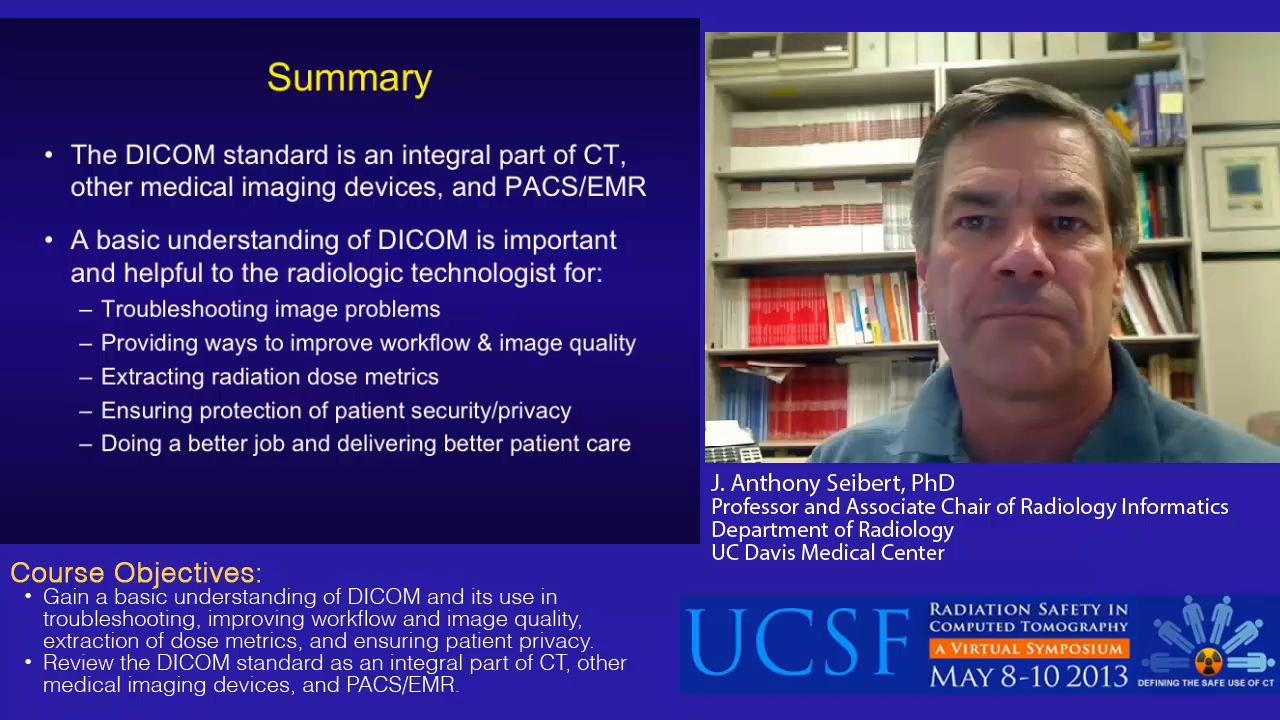 Summary
• The DICOM standard is an integral part of CT,
other medical imaging devices, and PACS/EMR
• A basic understanding of DICOM is important
and helpful to the radiologic technologist for:
– Troubleshooting image problems
– Providing ways to improve workflow & image quality
– Extracting radiation dose metrics
– Ensuring protection of patient security/privacy
– Doing a better job and delivering better patient care
J. Anthony Seibert, PhD
Professor and Associate Chair of Radiology Informatics
Department of Radiology
UC Davis Medical Center
Course Objectives:
• Gain a basic understanding of DICOM and its use in
troubleshooting, improving workflow and image quality,
extraction of dose metrics, and ensuring patient privacy.
• Review the DICOM standard as an integral part of CT, other
medical imaging devices, and PACS/EMR.
UCSF
RADIATION SAFETY IN
COMPUTED TOMOGRAPHY
A VIRTUAL SYMPOSIUM
MAY 8-10 2013
DEFINING THE SAFE USE OF CT